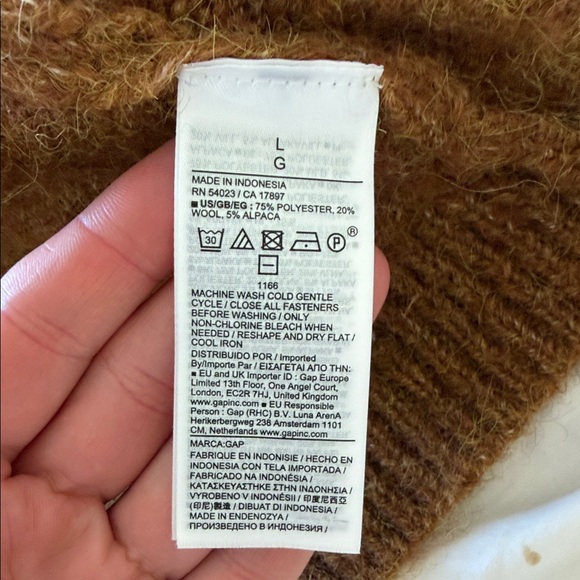 L
G
MADE IN INDONESIA
RN 54023 / CA 17897
■ US/GB/EG : 75% POLYESTER, 20%
WOOL, 5% ALPACA
30
P
®
1166
MACHINE WASH COLD GENTLE
CYCLE / CLOSE ALL FASTENERS
BEFORE WASHING / ONLY
NON-CHLORINE BLEACH WHEN
NEEDED / RESHAPE AND DRY FLAT /
COOL IRON
DISTRIBUIDO POR / Imported
By/Importe Par / ΕΙΣΑΓΕΤΑΙ ΑΠΟ ΤΗΝ:
■ EU and UK Importer ID : Gap Europe
Limited 13th Floor, One Angel Court,
London, EC2R 7HJ, United Kingdom
www.gapinc.com ■ EU Responsible
Person : Gap (RHC) B.V. Luna ArenA
Herikerbergweg 238 Amsterdam 1101
CM, Netherlands www.gapinc.com
MARCA:GAP
FABRIQUE EN INDONISIE / HECHO EN
INDONESIA CON TELA IMPORTADA /
FABRICADO NA INDONESIA /
ΚΑΤΑΣΚΕΥΑΣΤΗΚΕ ΣΤΗΝ ΙΝΔΟΝΗΣΙΑ /
VYROBENO V INDONÉSII / 印度尼西亞
(印尼)製造 / DIBUAT DI INDONESIA /
MADE IN ENDENOZYA /
ПРОИЗВЕДЕНО В ИНДОНЕЗИИ /